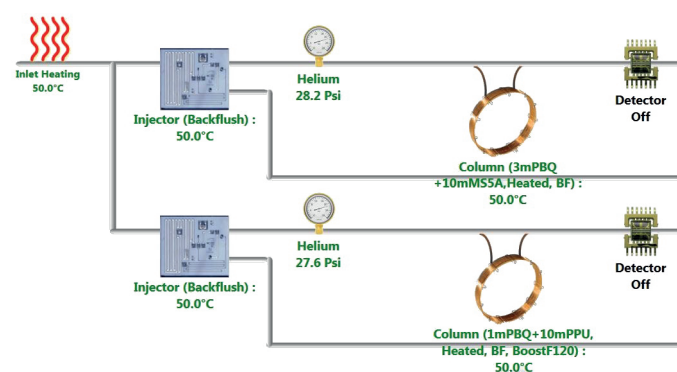 Inlet Heating
50.0°C
Injector (Backflush) :
50.0°C
Helium
28.2 Psi
Column (3mPBQ
+10mMS5A,Heated, BF) :
50.0°C
Detector
Off
Injector (Backflush) :
50.0°C
Helium
27.6 Psi
Column (1mPBQ+10mPPU,
Heated, BF, BoostF120) :
50.0°C
Detector
Off